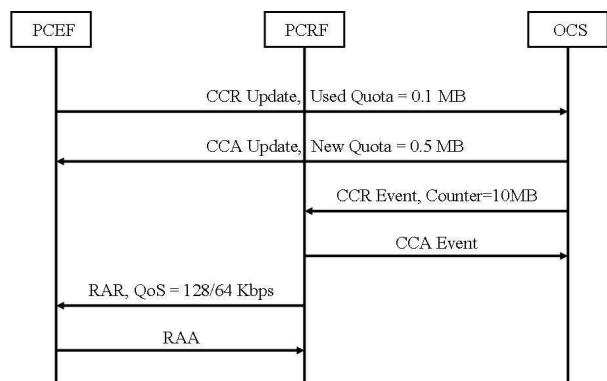 PCEF
PCRF
OCS
CCR Update, Used Quota = 0.1 MB
CCA Update, New Quota = 0.5 MB
CCR Event, Counter=10MB
CCA Event
RAR, QoS = 128/64 Kbps
RAA